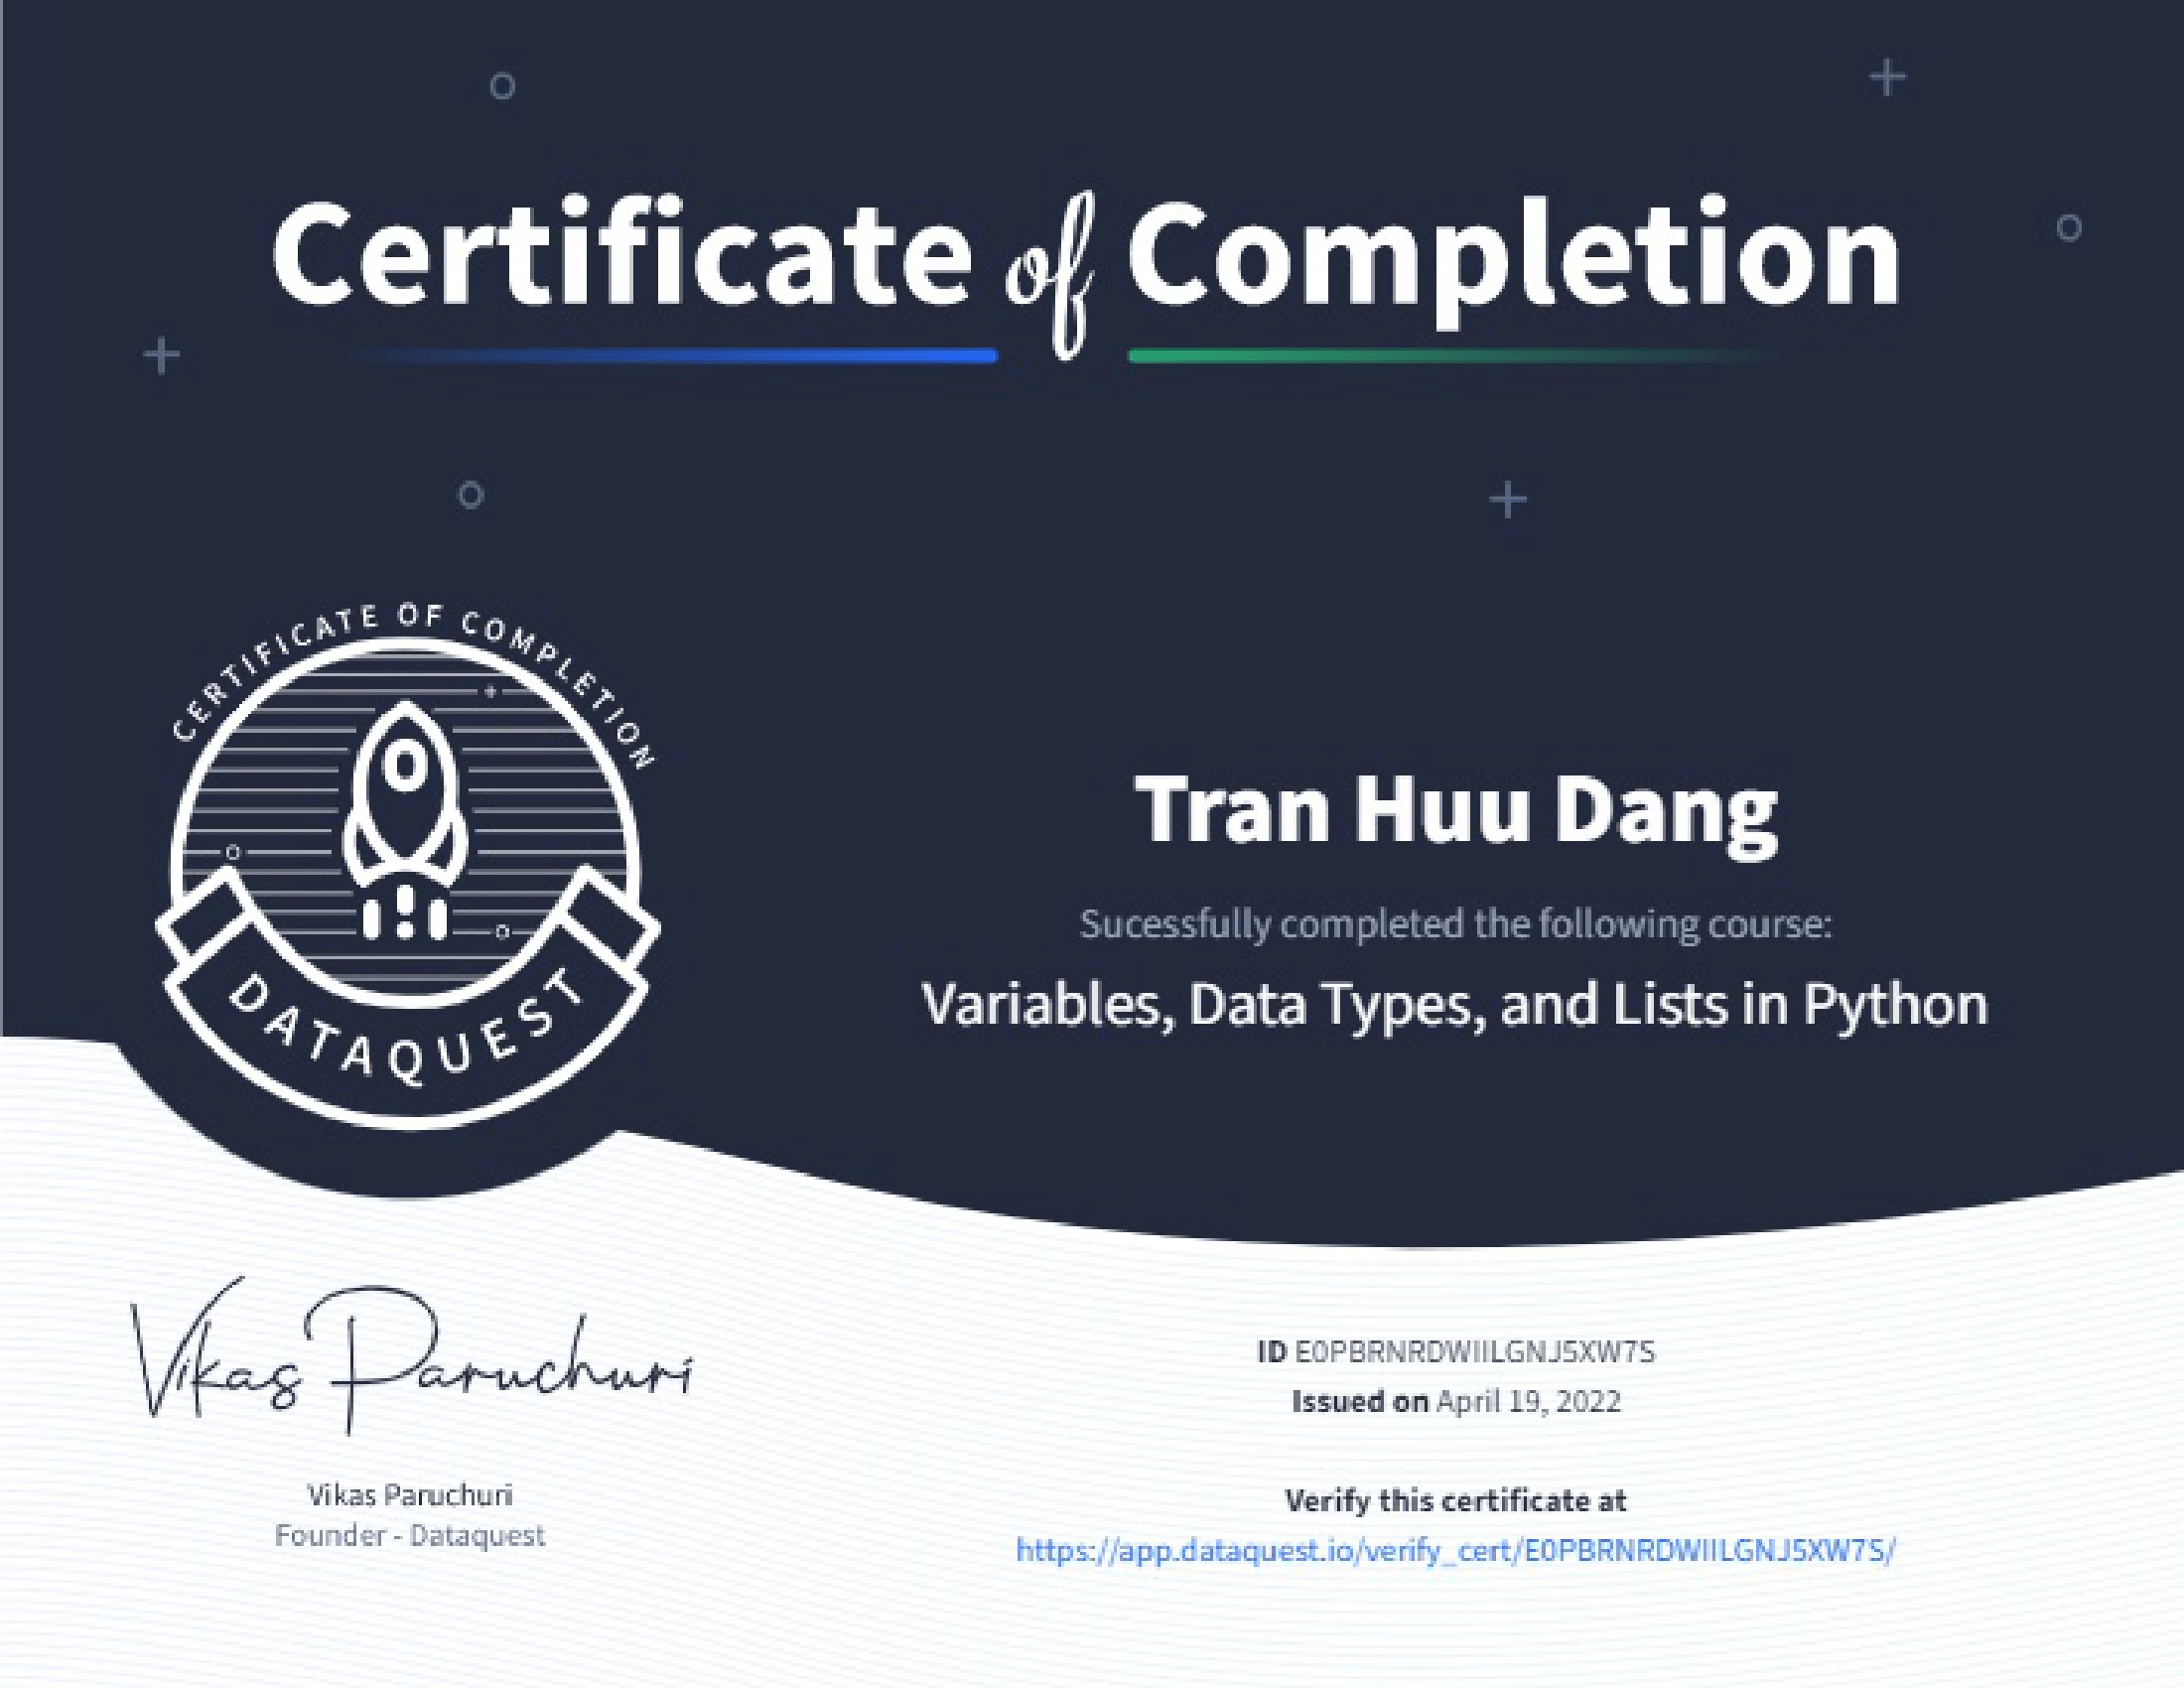 Certificate of Completion
CERTIFICATE OF COMPLETION
DATAQUEST
Tran Huu Dang
Sucessfully completed the following course:
Variables, Data Types, and Lists in Python
Vikas Paruchuri
Vikas Paruchuri
Founder - Dataquest
ID E0PBRNRDWIILGNJ5XW7S
Issued on April 19, 2022
Verify this certificate at
https://app.dataquest.io/verify_cert/E0PBRNRDWIILGNJ5XW7S/